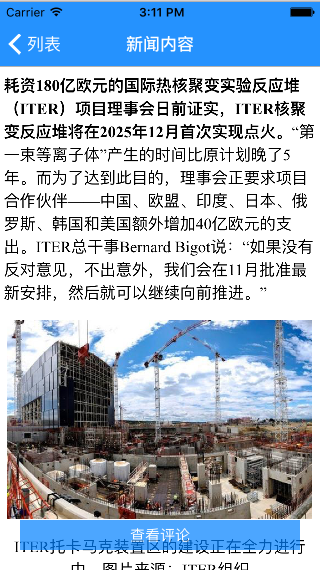 Carrier 3:11 PM
列表 新闻内容
耗资180亿欧元的国际热核聚变实验反应堆
（ITER）项目理事会日前证实，ITER核聚
变反应堆将在2025年12月首次实现点火。“第
一束等离子体”产生的时间比原计划晚了5
年。而为了达到此目的，理事会正要求项目
合作伙伴——中国、欧盟、印度、日本、俄
罗斯、韩国和美国额外增加40亿欧元的支
出。ITER总干事Bernard Bigot说：“如果没有
反对意见，不出意外，我们会在11月批准最
新安排，然后就可以继续向前推进。”
查看评论
ITER托卡马克装置区的建设正在全力进行
中。图片来源：ITER组织